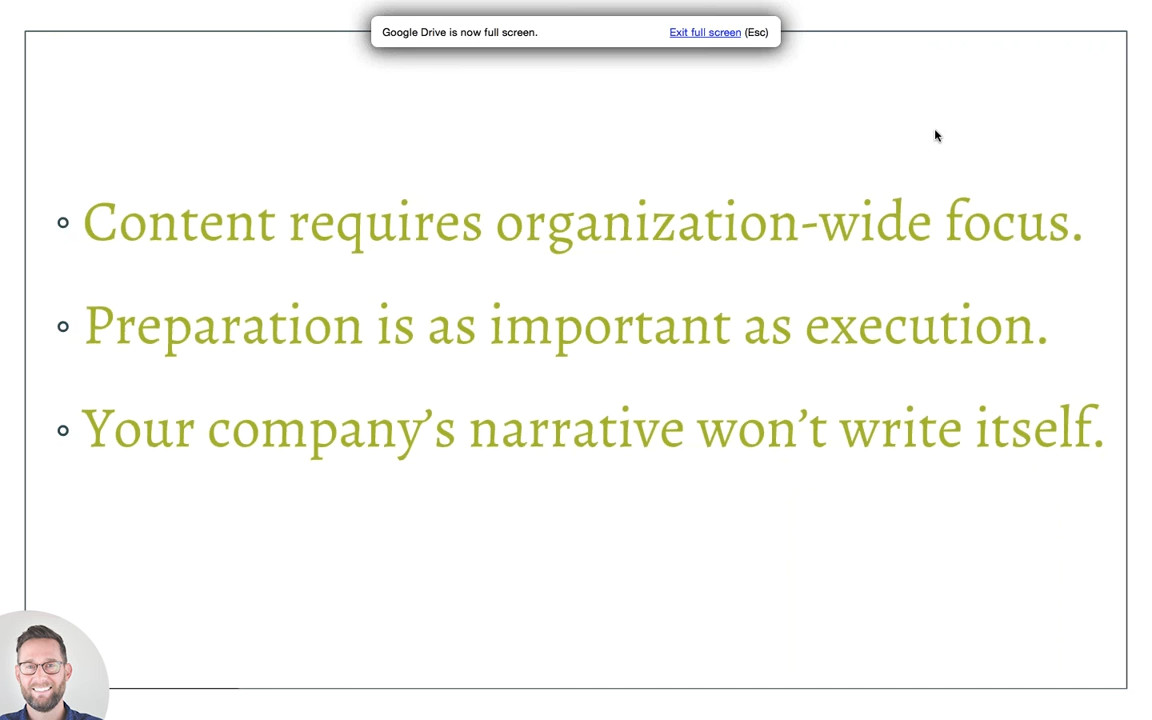 Google Drive is now full screen. Exit full screen (Esc)
Content requires organization-wide focus.
Preparation is as important as execution.
Your company’s narrative won’t write itself.